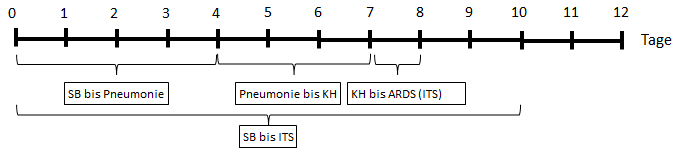 0 1 2 3 4 5 6 7 8 9 10 11 12
Tage
SB bis Pneumonie
Pneumonie bis KH
KH bis ARDS (ITS)
SB bis ITS